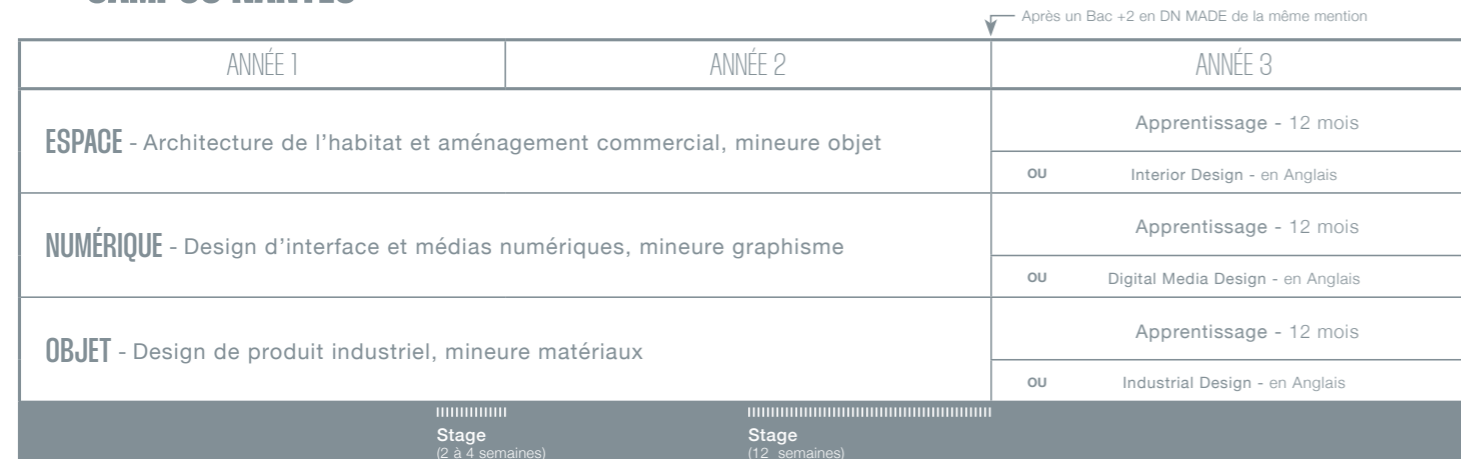 CAMPUS NANTES
Après un Bac +2 en DN MADE de la même mention
ANNÉE 1 ANNÉE 2 ANNÉE 3
ESPACE - Architecture de l’habitat et aménagement commercial, mineure objet
Apprentissage - 12 mois
OU Interior Design - en Anglais
NUMÉRIQUE - Design d’interface et médias numériques, mineure graphisme
Apprentissage - 12 mois
OU Digital Media Design - en Anglais
OBJET - Design de produit industriel, mineure matériaux
Apprentissage - 12 mois
OU Industrial Design - en Anglais
Stage Stage
(2 à 4 semaines) (12 semaines)